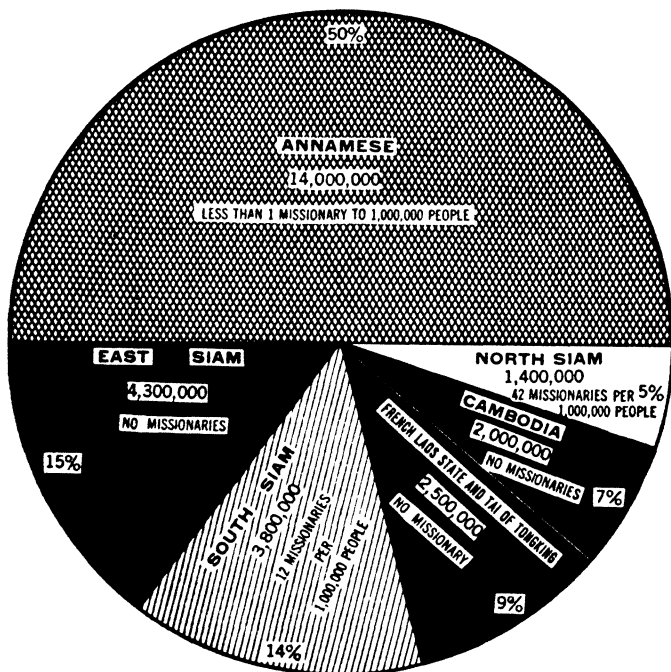 50%
ANNAMESE
14,000,000
LESS THAN 1 MISSIONARY TO 1,000,000 PEOPLE
EAST SIAM
4,300,000
NO MISSIONARIES
15%
SOUTH SIAM
3,800,000
12 MISSIONARIES
PER
1,000,000 PEOPLE
14%
FRENCH LAOS STATE AND TAI OF TONGKING
2,500,000
NO MISSIONARY
9%
CAMBODIA
2,000,000
NO MISSIONARIES
7%
NORTH SIAM
1,400,000
42 MISSIONARIES PER
1,000,000 PEOPLE
5%